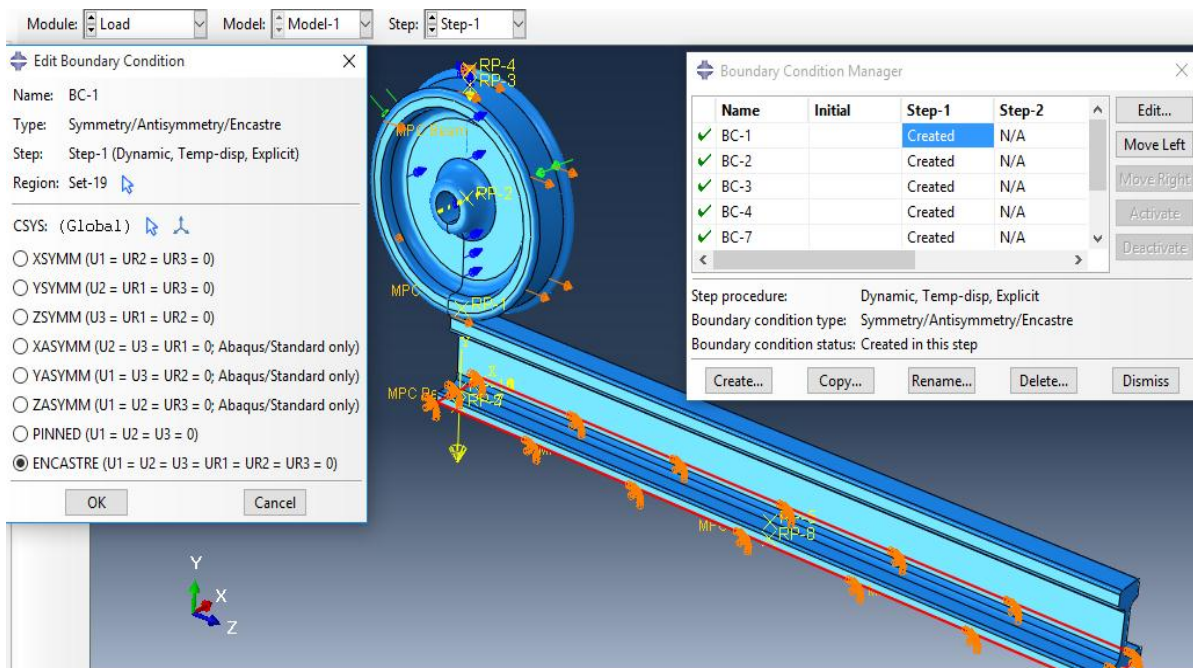 Module: Load Model: Model-1 Step: Step-1
Edit Boundary Condition
Name: BC-1
Type: Symmetry/Antisymmetry/Encastre
Step: Step-1 (Dynamic, Temp-disp, Explicit)
Region: Set-19
CSYS: (Global)
XSYMM (U1 = UR2 = UR3 = 0)
YSYMM (U2 = UR1 = UR3 = 0)
ZSYMM (U3 = UR1 = UR2 = 0)
XASYMM (U2 = U3 = UR1 = 0; Abaqus/Standard only)
YASYMM (U1 = U3 = UR2 = 0; Abaqus/Standard only)
ZASYMM (U1 = U2 = UR3 = 0; Abaqus/Standard only)
PINNED (U1 = U2 = U3 = 0)
ENCASTRE (U1 = U2 = U3 = UR1 = UR2 = UR3 = 0)
OK Cancel
RP-4
RP-3
MPC Beam
RP-2
MPC
RP-1
Y
X
MPC
MPC
RP-8
Y
X
Z
Boundary Condition Manager
Name Initial Step-1 Step-2
BC-1 Created N/A
BC-2 Created N/A
BC-3 Created N/A
BC-4 Created N/A
BC-7 Created N/A
Edit...
Move Left
Move Right
Activate
Deactivate
Step procedure: Dynamic, Temp-disp, Explicit
Boundary condition type: Symmetry/Antisymmetry/Encastre
Boundary condition status: Created in this step
Create... Copy... Rename... Delete... Dismiss